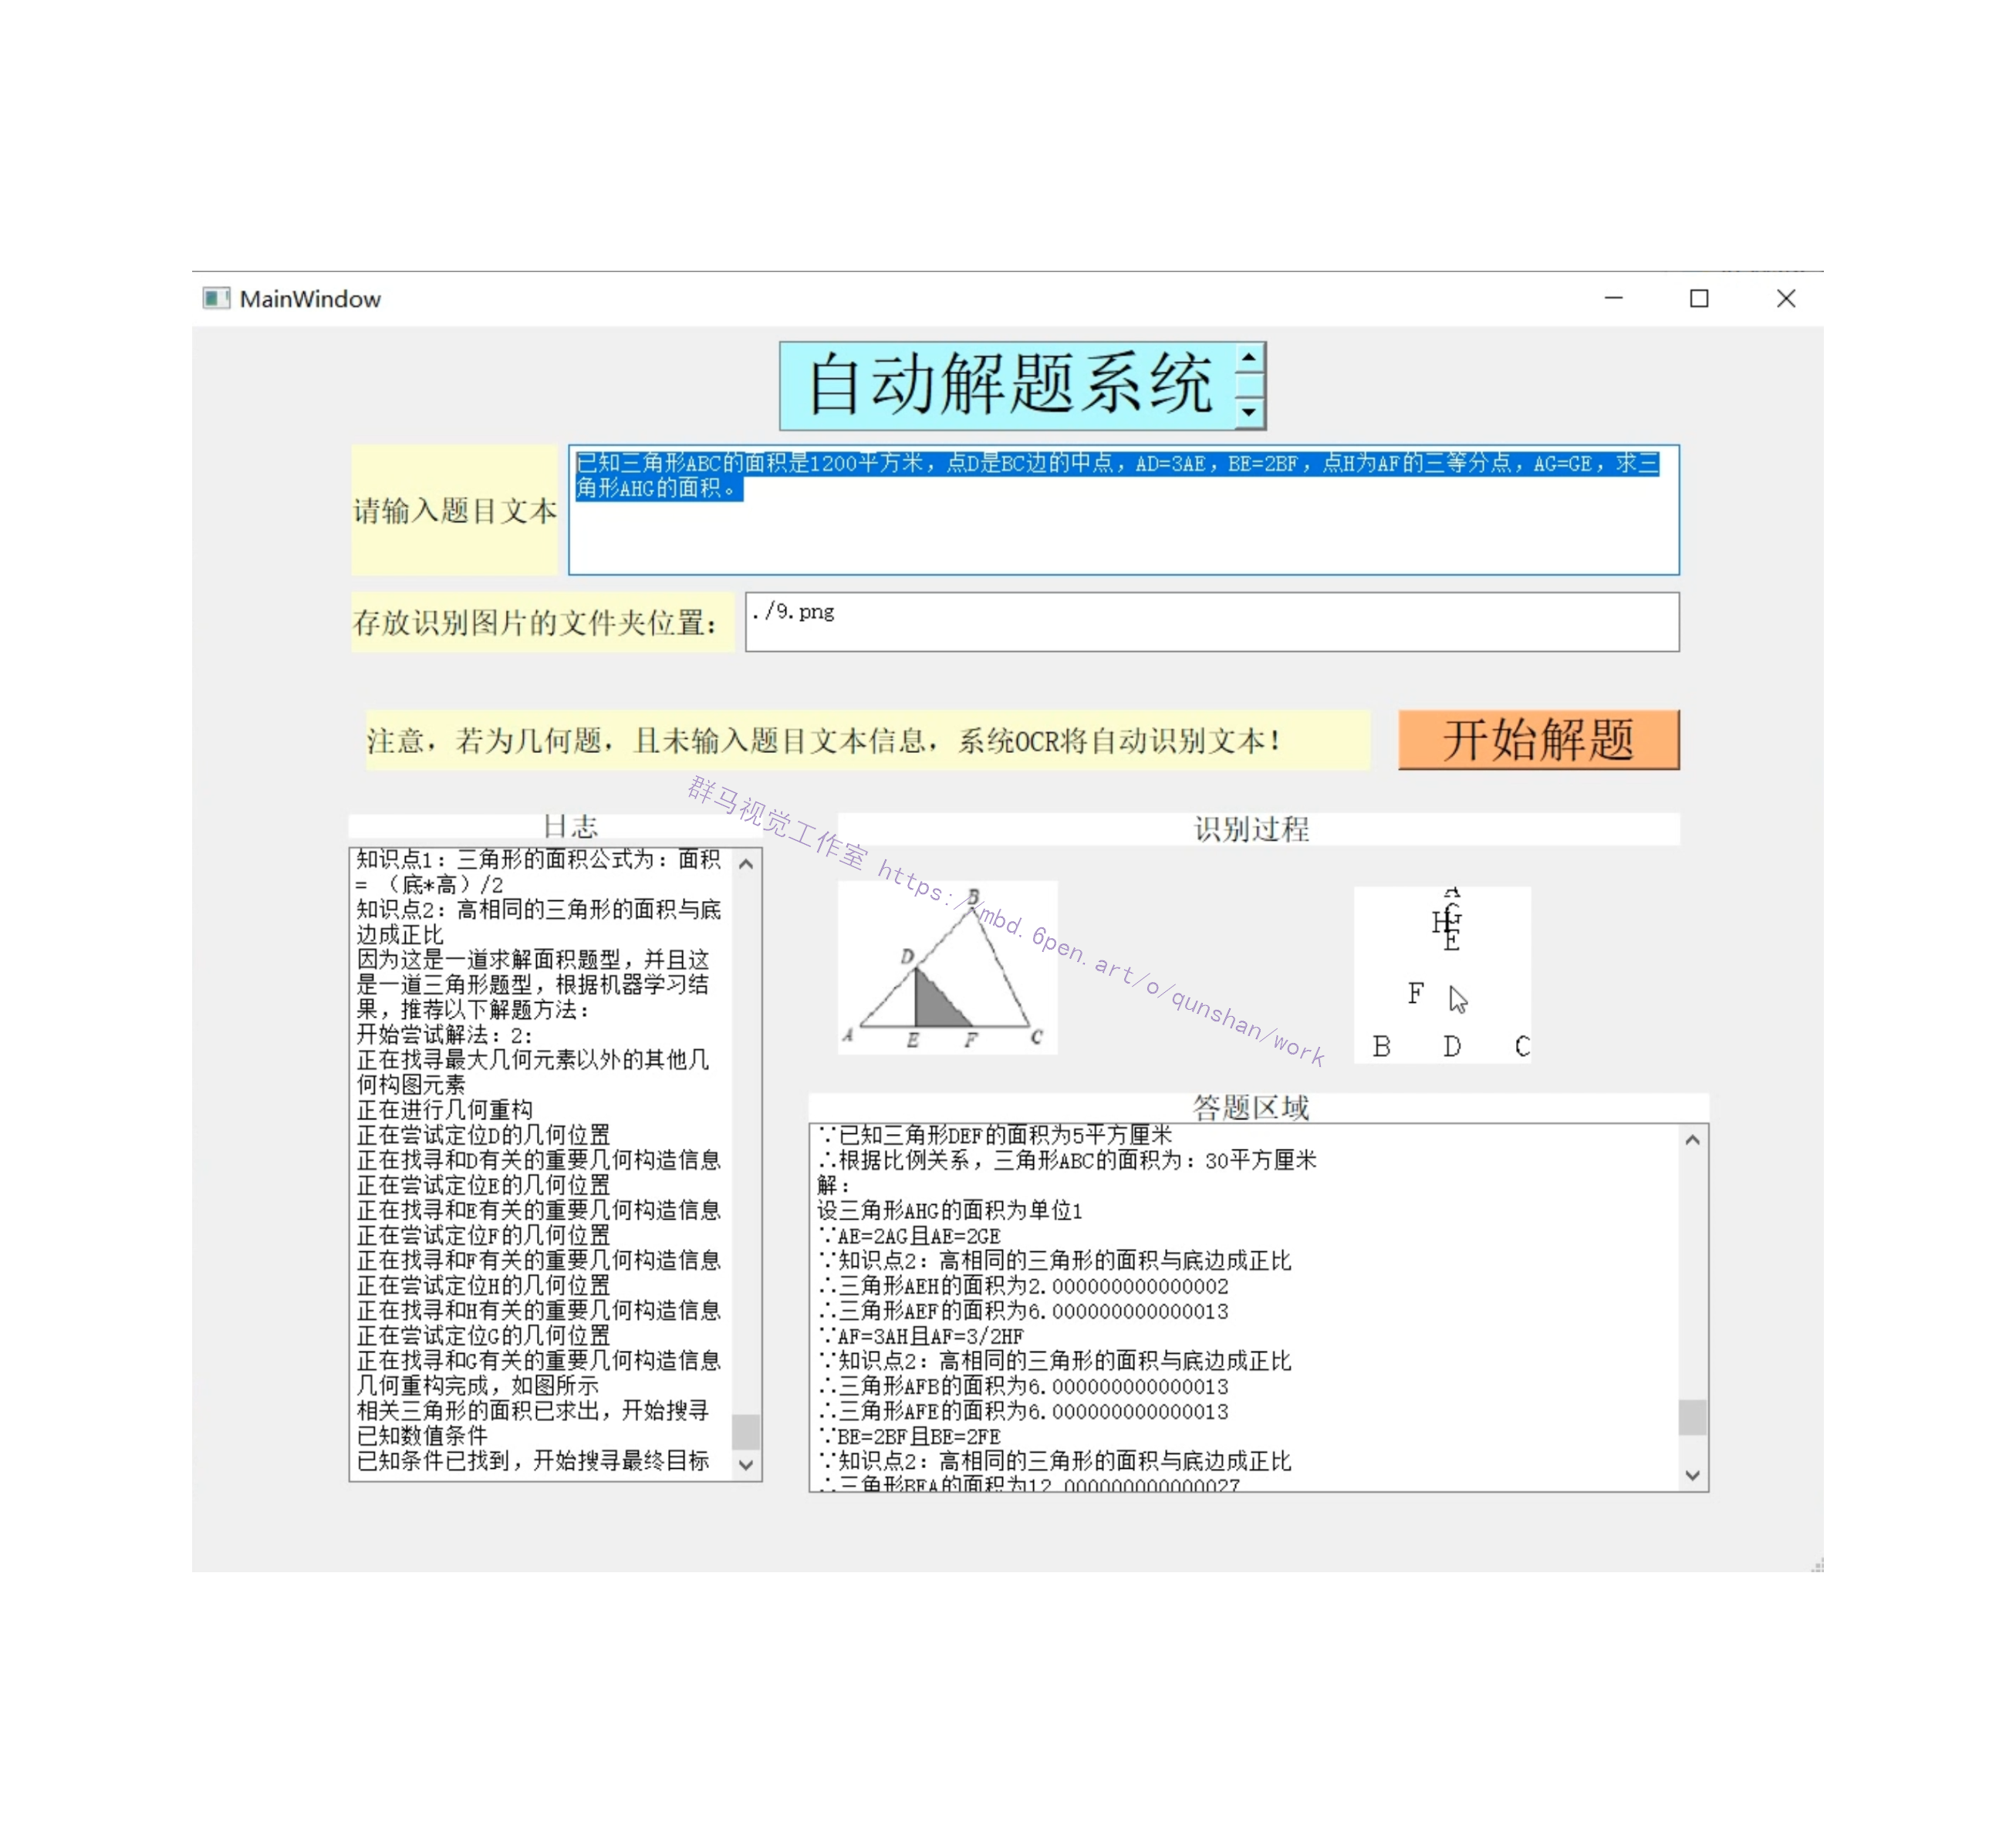 MainWindow
自动解题系统
请输入题目文本
已知三角形ABC的面积是1200平方米，点D是BC边的中点，AD=3AE，BE=2BF，点H为AF的三等分点，AG=GE，求三
角形AHG的面积。
存放识别图片的文件夹位置：
./9.png
注意，若为几何题，且未输入题目文本信息，系统OCR将自动识别文本！
开始解题
群马视觉工作室 https://mbd.6pen.art/o/qunshan/work
日志
知识点1：三角形的面积公式为：面积
= （底*高）/2
知识点2：高相同的三角形的面积与底
边成正比
因为这是一道求解面积题型，并且这
是一道三角形题型，根据机器学习结
果，推荐以下解题方法：
开始尝试解法：2：
正在找寻最大几何元素以外的其他几
何构图元素
正在进行几何重构
正在尝试定位D的几何位置
正在找寻和D有关的重要几何构造信息
正在尝试定位E的几何位置
正在找寻和E有关的重要几何构造信息
正在尝试定位F的几何位置
正在找寻和F有关的重要几何构造信息
正在尝试定位H的几何位置
正在找寻和H有关的重要几何构造信息
正在尝试定位G的几何位置
正在找寻和G有关的重要几何构造信息
几何重构完成，如图所示
相关三角形的面积已求出，开始搜寻
已知数值条件
已知条件已找到，开始搜寻最终目标
识别过程
B
D
A E F C
A
H G
E
F
B D C
答题区域
∵已知三角形DEF的面积为5平方厘米
∴根据比例关系，三角形ABC的面积为：30平方厘米
解：
设三角形AHG的面积为单位1
∵AE=2AG且AE=2GE
∵知识点2：高相同的三角形的面积与底边成正比
∴三角形AEH的面积为2.000000000000002
∴三角形AEF的面积为6.000000000000013
∵AF=3AH且AF=3/2HF
∵知识点2：高相同的三角形的面积与底边成正比
∴三角形AFB的面积为6.000000000000013
∴三角形AFE的面积为6.000000000000013
∵BE=2BF且BE=2FE
∵知识点2：高相同的三角形的面积与底边成正比
∴三角形BEA的面积为12.000000000000027